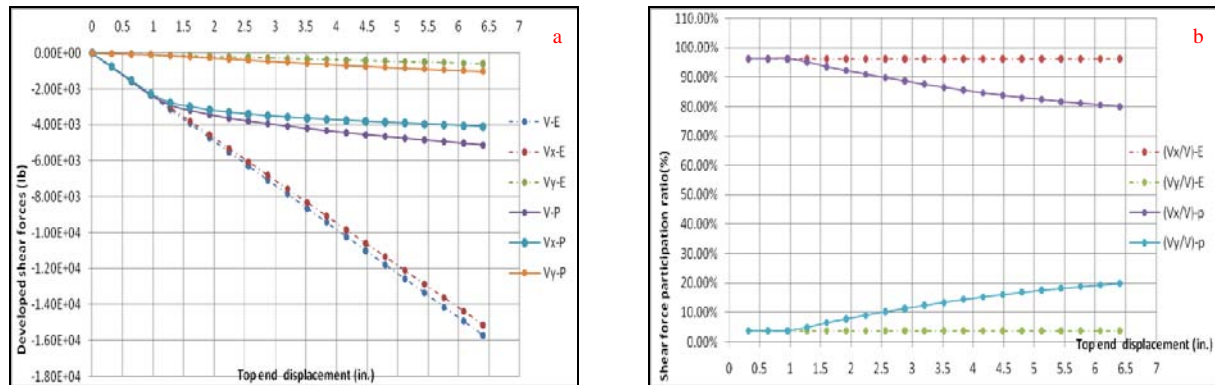 0 0.5 1 1.5 2 2.5 3 3.5 4 4.5 5 5.5 6 6.5 7
a
0.00E+00
-2.00E+03
-4.00E+03
-6.00E+03
-8.00E+03
-1.00E+04
-1.20E+04
-1.40E+04
-1.60E+04
-1.80E+04
Developed shear forces (lb)
Top end displacement (in.)
V-E
Vx-E
Vy-E
V-P
Vx-P
Vy-P
b
110.00%
100.00%
90.00%
80.00%
70.00%
60.00%
50.00%
40.00%
30.00%
20.00%
10.00%
0.00%
Shear force participation ratio(%)
(Vx/V)-E
(Vy/V)-E
(Vx/V)-p
(Vy/V)-p
Top end displacement (in.)
0 0.5 1 1.5 2 2.5 3 3.5 4 4.5 5 5.5 6 6.5 7